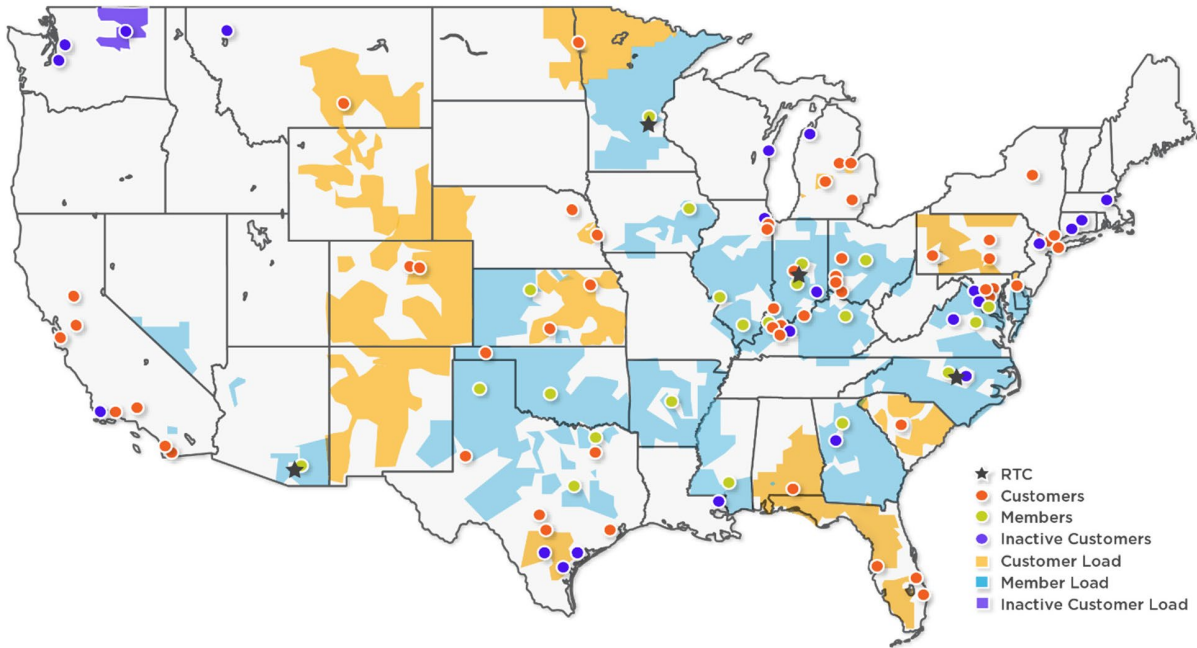 RTC
Customers
Members
Inactive Customers
Customer Load
Member Load
Inactive Customer Load